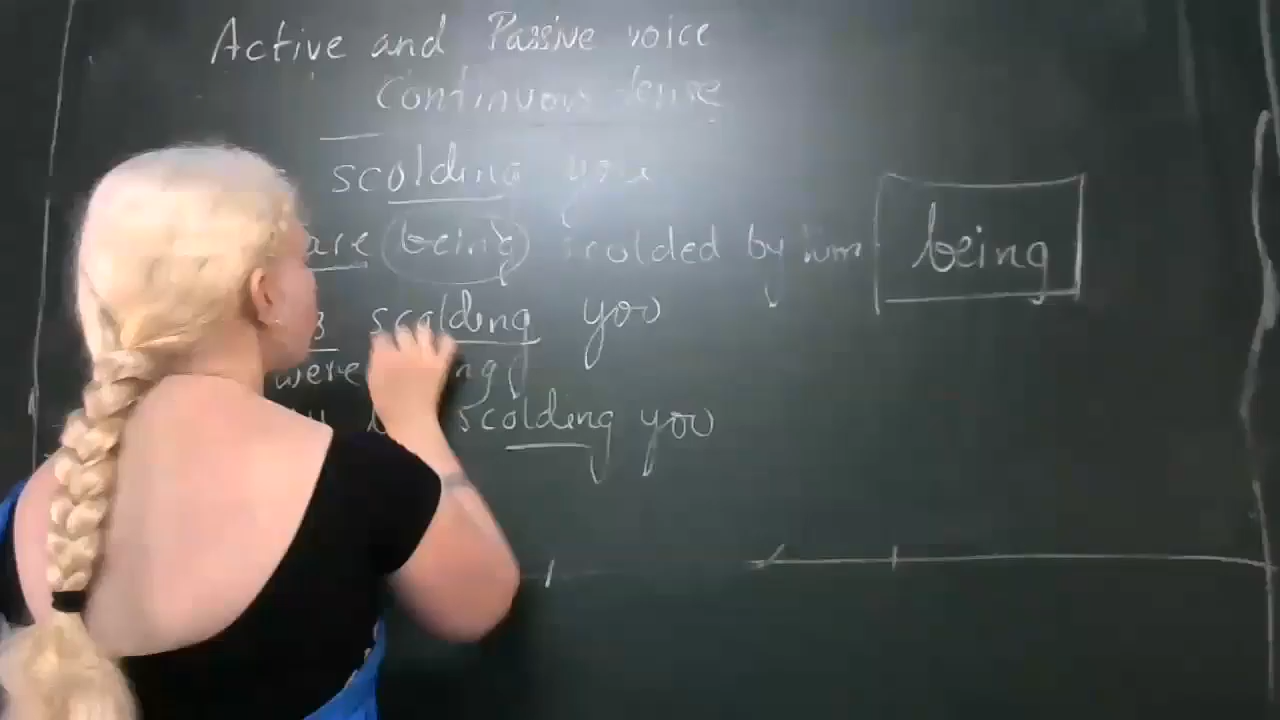 Active and Passive voice
Continuous tense
scolding you
are being scolded by him
being
scolding you
were
scolding you